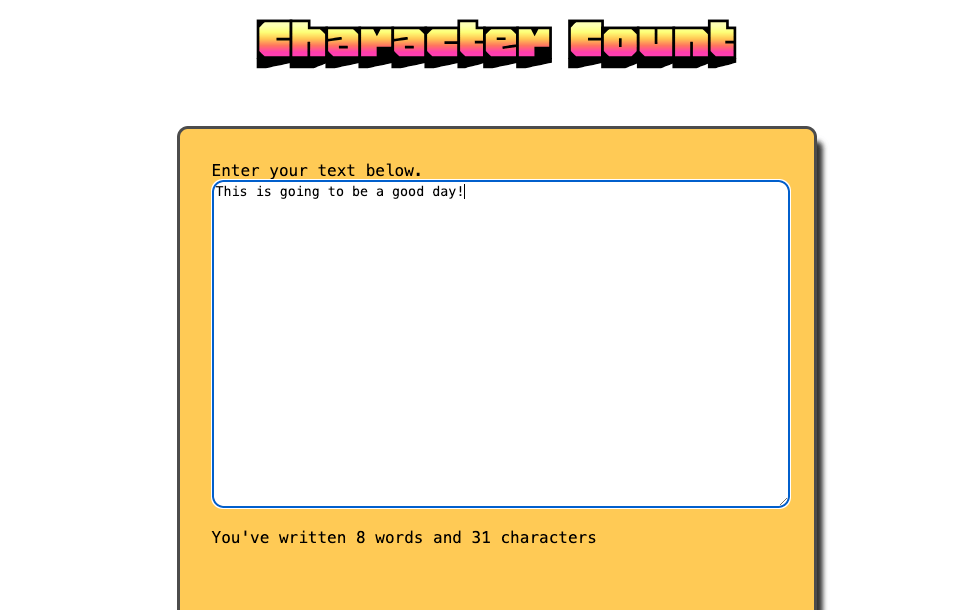 Character Count
Enter your text below.
This is going to be a good day!
You've written 8 words and 31 characters